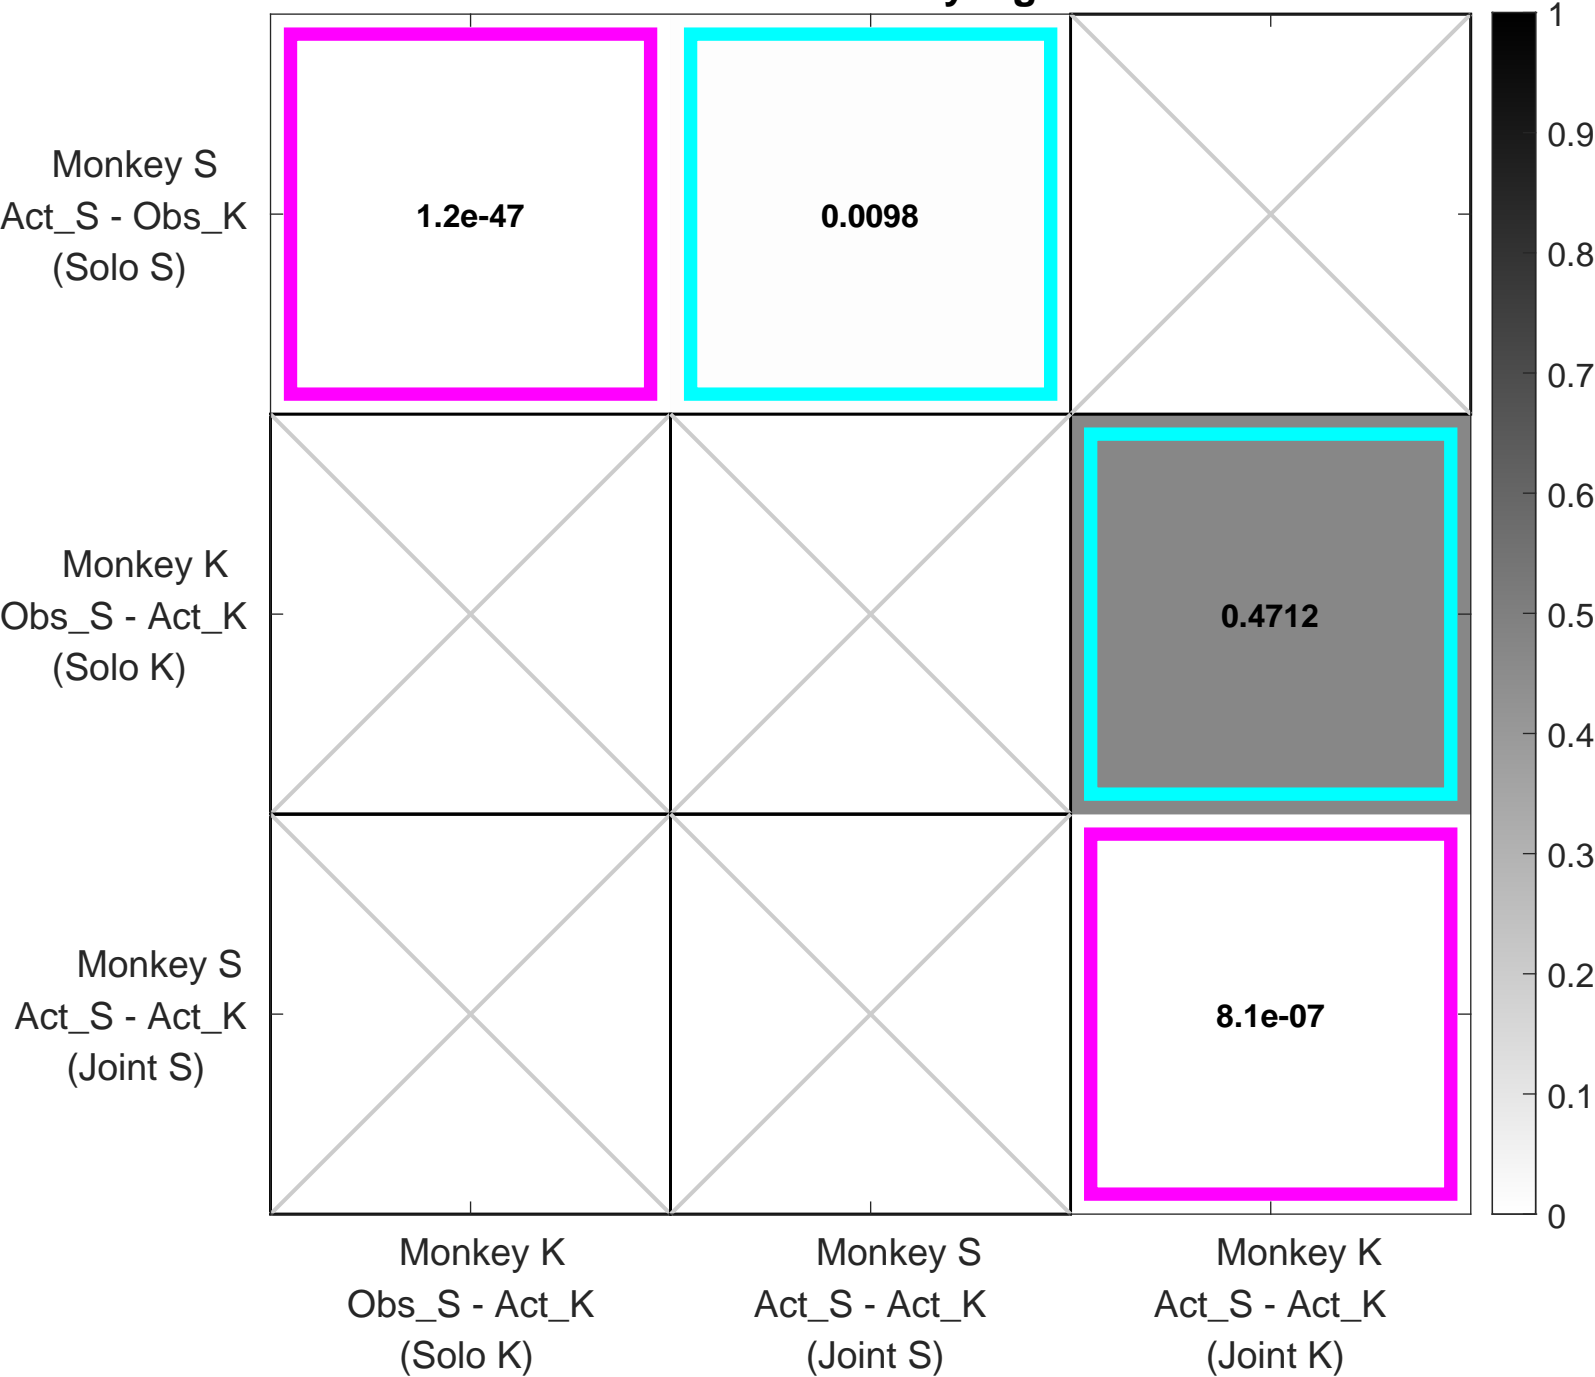 1
0.9
0.8
0.7
0.6
0.5
0.4
0.3
0.2
0.1
0
Monkey S
Act_S - Obs_K
(Solo S)
1.2e-47
0.0098
Monkey K
Obs_S - Act_K
(Solo K)
0.4712
Monkey S
Act_S - Act_K
(Joint S)
8.1e-07
Monkey K
Obs_S - Act_K
(Solo K)
Monkey S
Act_S - Act_K
(Joint S)
Monkey K
Act_S - Act_K
(Joint K)